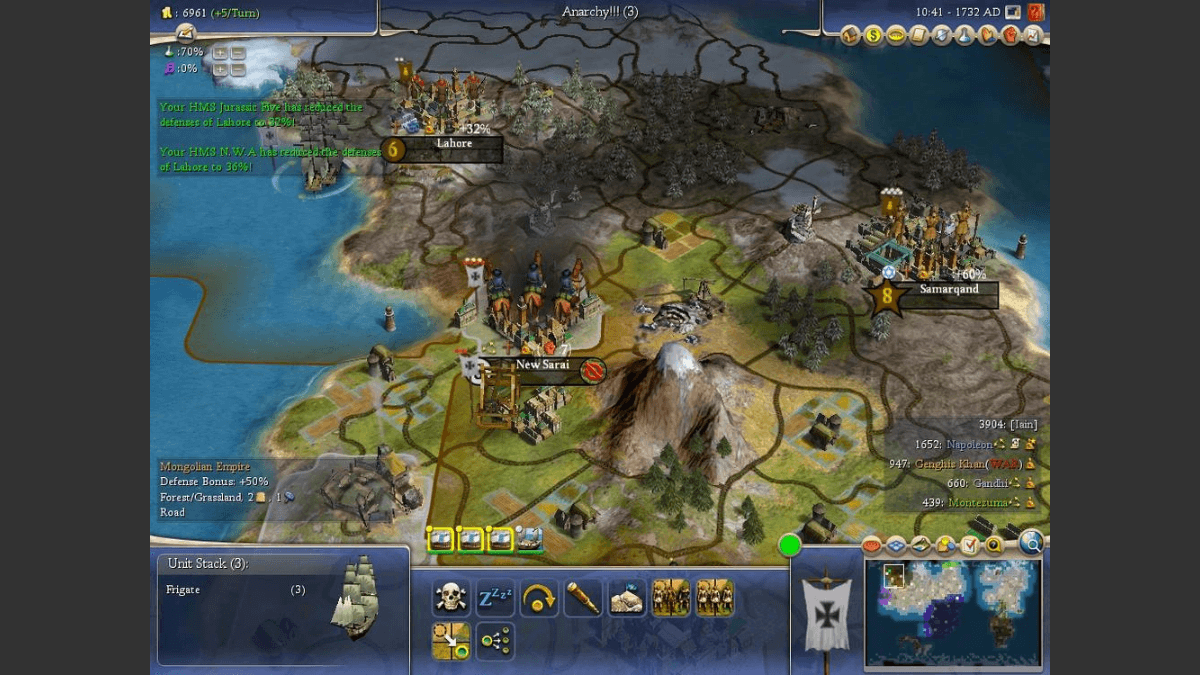 : 6961 (+5/Turn)
Anarchy!!! (3)
10:41 - 1732 AD
:70%
:0%
Your HMS Jurassic Five has reduced the
defenses of Lahore to 32%!
Your HMS N.W.A has reduced the defenses
of Lahore to 36%!
+32%
6 Lahore
+60%
8 Samarqand
New Sarai
3904: [Iain]
1652: Napoleon
947: Genghis Khan(WAR)
660: Gandhi
439: Montezuma
Mongolian Empire
Defense Bonus: +50%
Forest/Grassland, 2, 1
Road
Unit Stack (3):
Frigate (3)
Zzzz